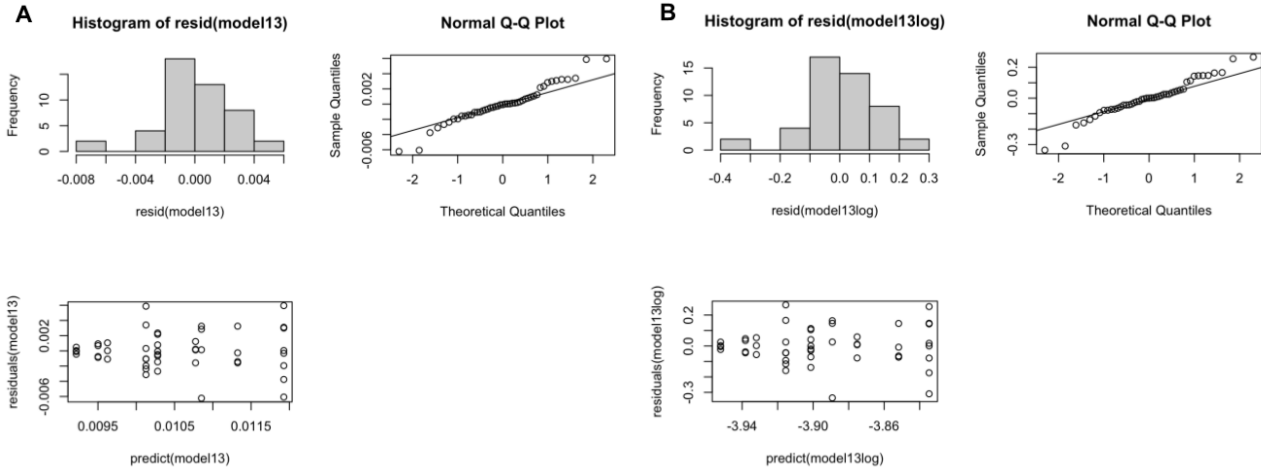 A
Histogram of resid(model13)
Frequency
0 5 10
-0.008 -0.004 0.000 0.004
resid(model13)
Normal Q-Q Plot
Sample Quantiles
-0.006 0.002
-2 -1 0 1 2
Theoretical Quantiles
residuals(model13)
-0.006 0.002
0.0095 0.0105 0.0115
predict(model13)
B
Histogram of resid(model13log)
Frequency
0 5 10 15
-0.4 -0.2 0.0 0.1 0.2 0.3
resid(model13log)
Normal Q-Q Plot
Sample Quantiles
-0.3 0.0 0.2
-2 -1 0 1 2
Theoretical Quantiles
residuals(model13log)
-0.3 0.0 0.2
-3.94 -3.90 -3.86
predict(model13log)